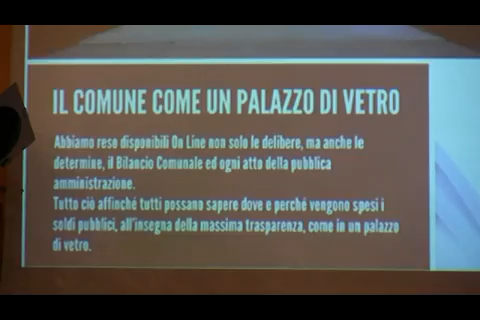 IL COMUNE COME UN PALAZZO DI VETRO
Abbiamo reso disponibili On Line non solo le delibere, ma anche le
determine, il Bilancio Comunale ed ogni atto della pubblica
amministrazione.
Tutto ciò affinché tutti possano sapere dove e perché vengono spesi i
soldi pubblici, all'insegna della massima trasparenza, come in un palazzo
di vetro.